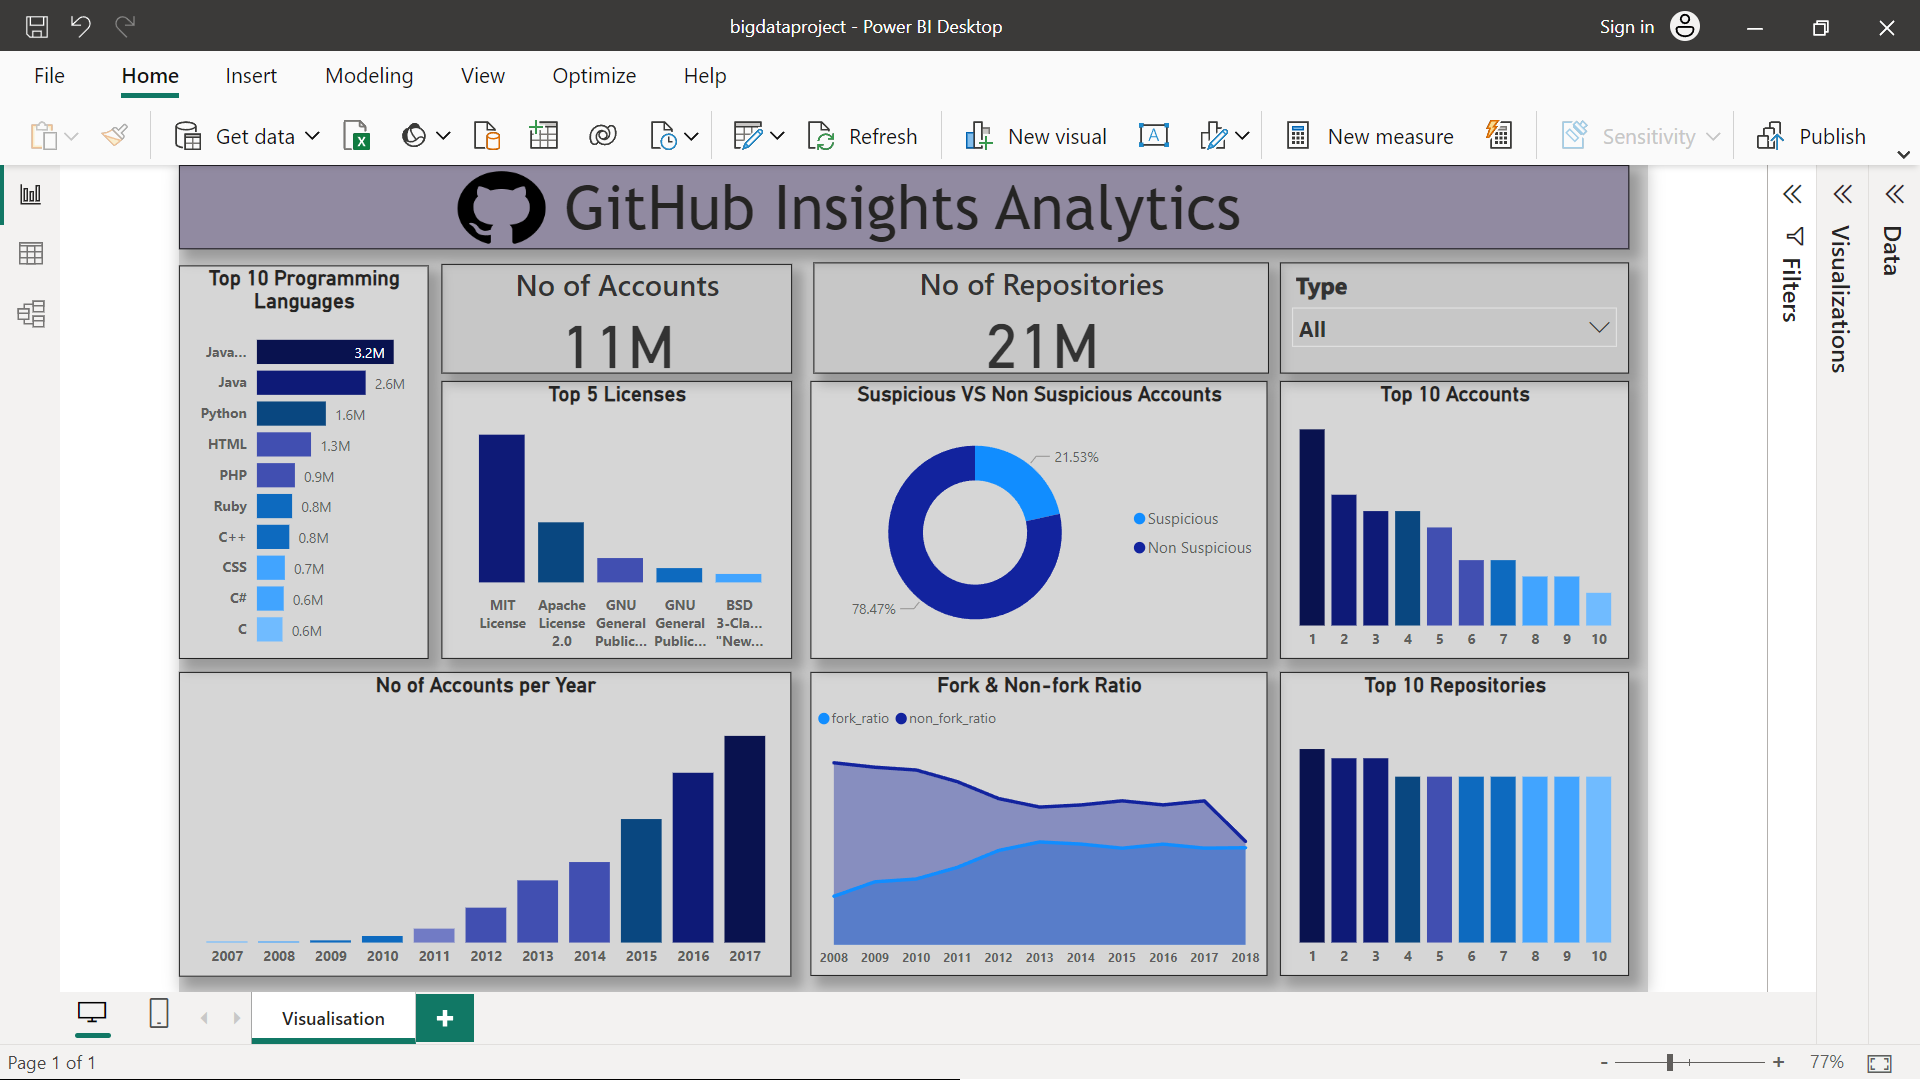 bigdataproject - Power BI Desktop
Sign in
File Home Insert Modeling View Optimize Help
Get data
Refresh
New visual
A
New measure
Sensitivity
Publish
GitHub Insights Analytics
Top 10 Programming
Languages
Java... 3.2M
Java 2.6M
Python 1.6M
HTML 1.3M
PHP 0.9M
Ruby 0.8M
C++ 0.8M
CSS 0.7M
C# 0.6M
C 0.6M
No of Accounts
11M
No of Repositories
21M
Type
All
Top 5 Licenses
MIT
License
Apache
License
2.0
GNU
General
Public...
GNU
General
Public...
BSD
3-Cla...
"New...
Suspicious VS Non Suspicious Accounts
21.53%
78.47%
Suspicious
Non Suspicious
Top 10 Accounts
1 2 3 4 5 6 7 8 9 10
No of Accounts per Year
2007 2008 2009 2010 2011 2012 2013 2014 2015 2016 2017
Fork & Non-fork Ratio
fork_ratio non_fork_ratio
2008 2009 2010 2011 2012 2013 2014 2015 2016 2017 2018
Top 10 Repositories
1 2 3 4 5 6 7 8 9 10
Filters
Visualizations
Data
Visualisation
+
Page 1 of 1
- + 77%